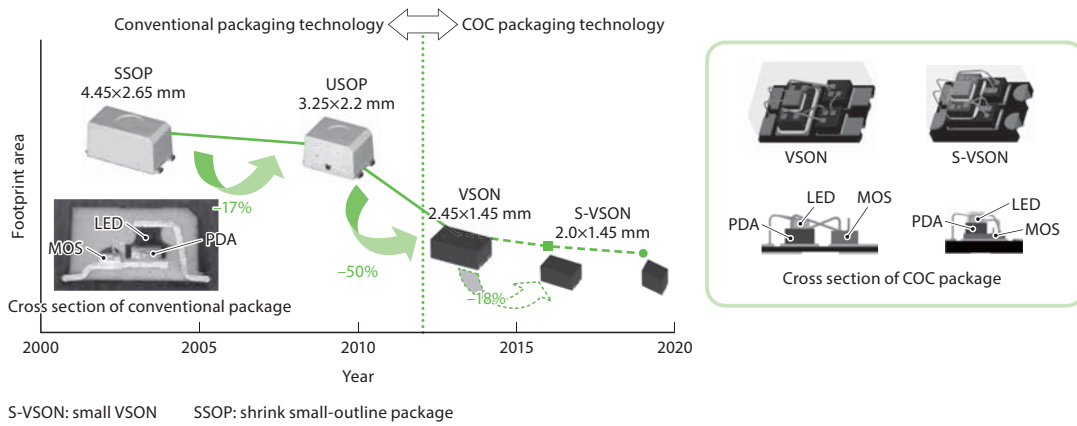 Conventional packaging technology
COC packaging technology
SSOP
4.45×2.65 mm
USOP
3.25×2.2 mm
Footprint area
−17%
VSON
2.45×1.45 mm
S-VSON
2.0×1.45 mm
LED
MOS
PDA
−50%
−18%
Cross section of conventional package
2000
2005
2010
2015
2020
Year
VSON
S-VSON
LED
MOS
PDA
LED
PDA
MOS
Cross section of COC package
S-VSON: small VSON
SSOP: shrink small-outline package